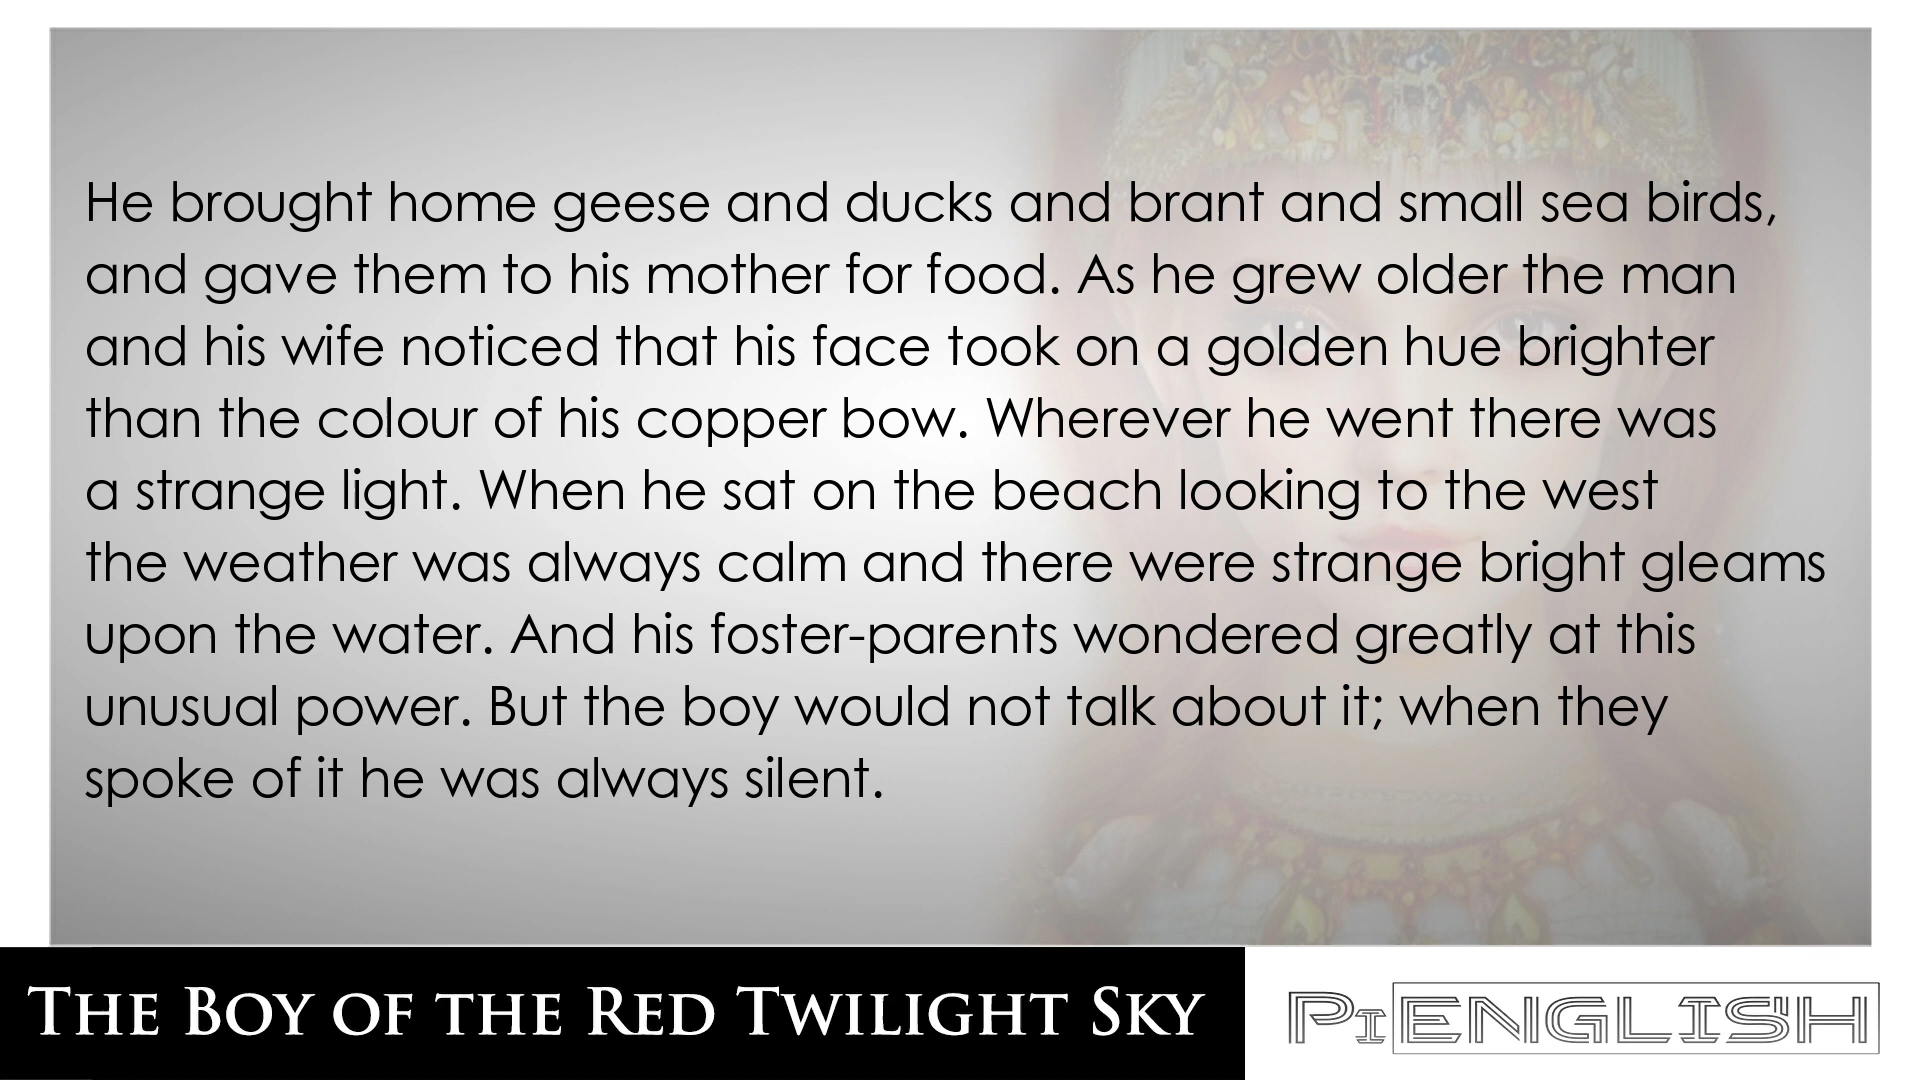 He brought home geese and ducks and brant and small sea birds,
and gave them to his mother for food. As he grew older the man
and his wife noticed that his face took on a golden hue brighter
than the colour of his copper bow. Wherever he went there was
a strange light. When he sat on the beach looking to the west
the weather was always calm and there were strange bright gleams
upon the water. And his foster-parents wondered greatly at this
unusual power. But the boy would not talk about it; when they
spoke of it he was always silent.
The Boy of the Red Twilight Sky
PiENGLISH